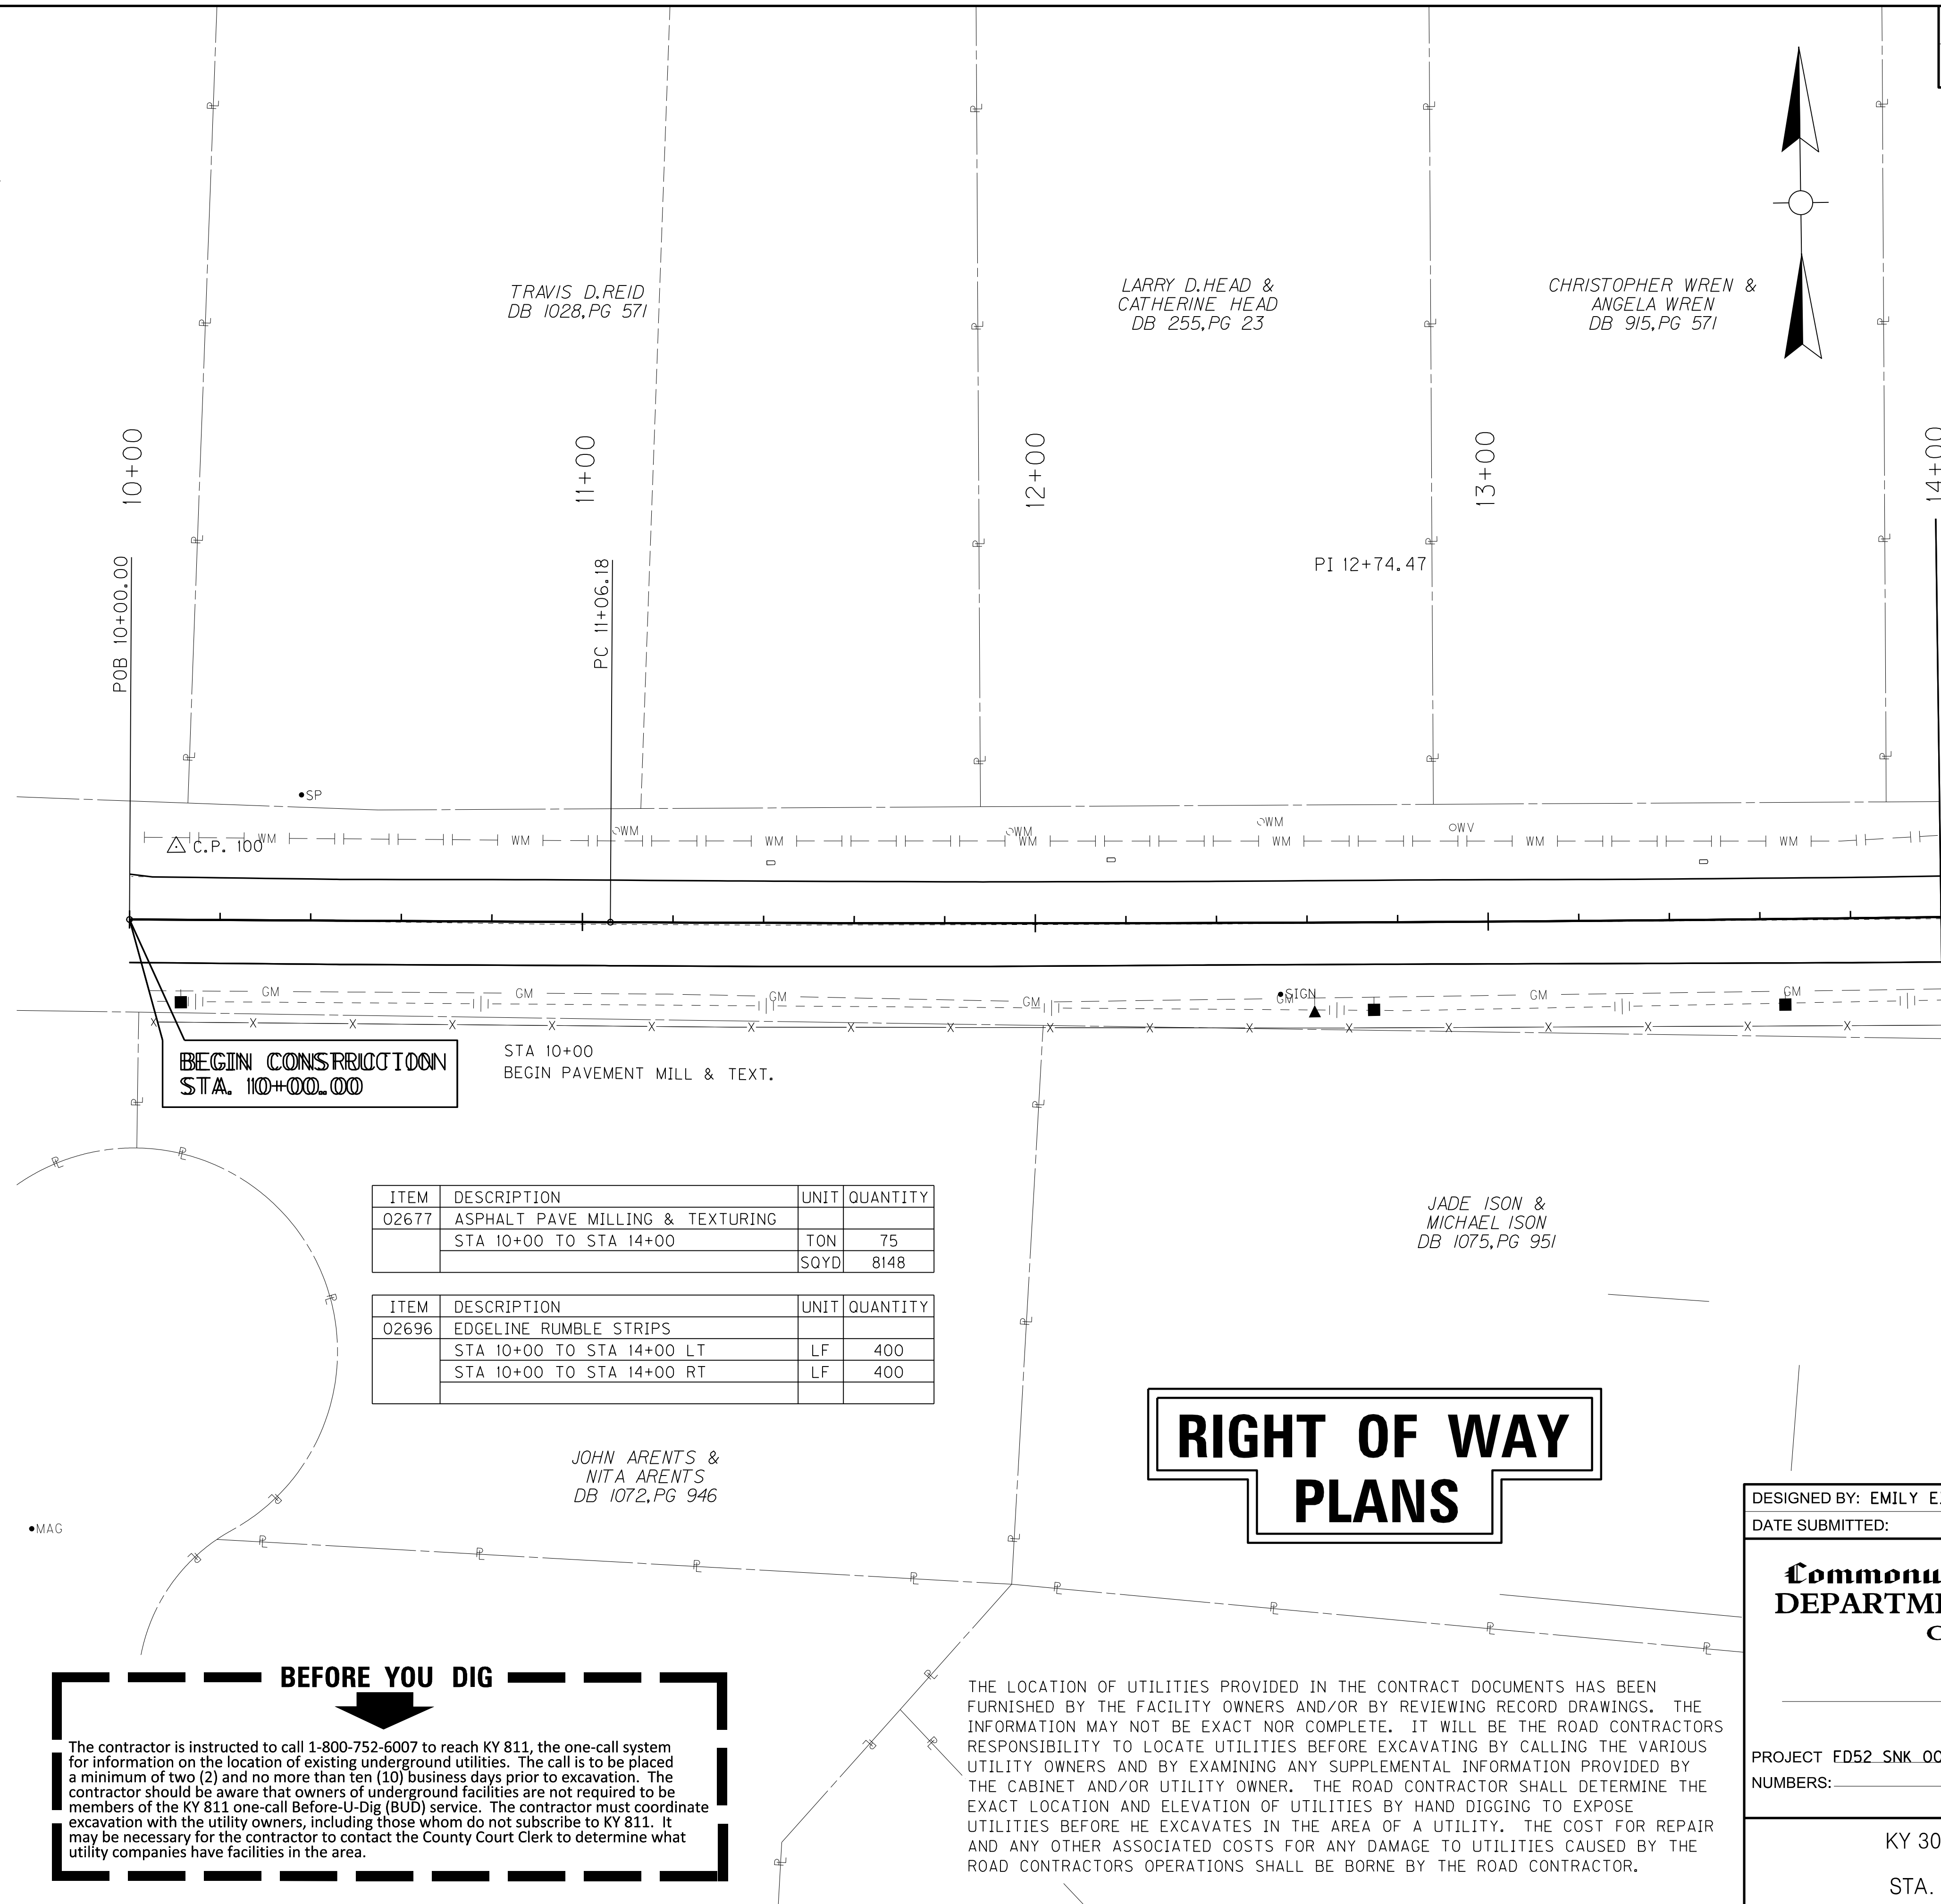 TRAVIS D.REID
DB 1028,PG 571
LARRY D.HEAD &
CATHERINE HEAD
DB 255,PG 23
CHRISTOPHER WREN &
ANGELA WREN
DB 915,PG 571
10+00
11+00
12+00
13+00
14+00
POB 10+00.00
PC 11+06.18
PI 12+74.47
SP
C.P. 100
WM
WM
WM
WM
WM
WM
WM
WM
WM
WM
WV
GM
GM
GM
GM
GM
GM
GM
SIGN
BEGIN CONSTRUCTION
STA. 10+00.00
STA 10+00
BEGIN PAVEMENT MILL & TEXT.
ITEM DESCRIPTION UNIT QUANTITY
02677 ASPHALT PAVE MILLING & TEXTURING
STA 10+00 TO STA 14+00 TON 75
SQYD 8148
ITEM DESCRIPTION UNIT QUANTITY
02696 EDGELINE RUMBLE STRIPS
STA 10+00 TO STA 14+00 LT LF 400
STA 10+00 TO STA 14+00 RT LF 400
JADE ISON &
MICHAEL ISON
DB 1075,PG 951
JOHN ARENTS &
NITA ARENTS
DB 1072,PG 946
MAG
RIGHT OF WAY
PLANS
DESIGNED BY: EMILY
DATE SUBMITTED:
PROJECT FD52 SNK
NUMBERS:
KY 30
STA.
BEFORE YOU DIG
The contractor is instructed to call 1-800-752-6007 to reach KY 811, the one-call system
for information on the location of existing underground utilities. The call is to be placed
a minimum of two (2) and no more than ten (10) business days prior to excavation. The
contractor should be aware that owners of underground facilities are not required to be
members of the KY 811 one-call Before-U-Dig (BUD) service. The contractor must coordinate
excavation with the utility owners, including those whom do not subscribe to KY 811. It
may be necessary for the contractor to contact the County Court Clerk to determine what
utility companies have facilities in the area.
THE LOCATION OF UTILITIES PROVIDED IN THE CONTRACT DOCUMENTS HAS BEEN
FURNISHED BY THE FACILITY OWNERS AND/OR BY REVIEWING RECORD DRAWINGS. THE
INFORMATION MAY NOT BE EXACT NOR COMPLETE. IT WILL BE THE ROAD CONTRACTORS
RESPONSIBILITY TO LOCATE UTILITIES BEFORE EXCAVATING BY CALLING THE VARIOUS
UTILITY OWNERS AND BY EXAMINING ANY SUPPLEMENTAL INFORMATION PROVIDED BY
THE CABINET AND/OR UTILITY OWNER. THE ROAD CONTRACTOR SHALL DETERMINE THE
EXACT LOCATION AND ELEVATION OF UTILITIES BY HAND DIGGING TO EXPOSE
UTILITIES BEFORE HE EXCAVATES IN THE AREA OF A UTILITY. THE COST FOR REPAIR
AND ANY OTHER ASSOCIATED COSTS FOR ANY DAMAGE TO UTILITIES CAUSED BY THE
ROAD CONTRACTORS OPERATIONS SHALL BE BORNE BY THE ROAD CONTRACTOR.